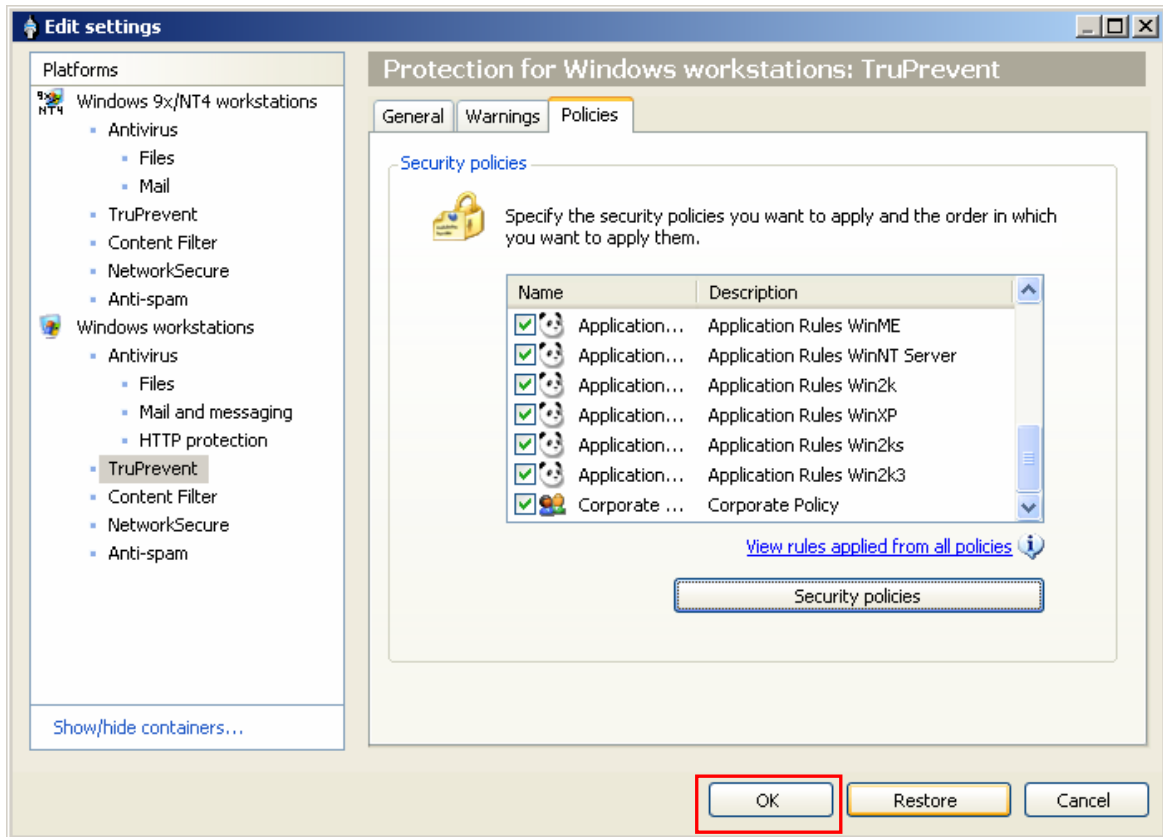 Edit settings
Platforms
9x
NT4
Windows 9x/NT4 workstations
Antivirus
Files
Mail
TruPrevent
Content Filter
NetworkSecure
Anti-spam
Windows workstations
Antivirus
Files
Mail and messaging
HTTP protection
TruPrevent
Content Filter
NetworkSecure
Anti-spam
Show/hide containers...
Protection for Windows workstations: TruPrevent
General Warnings Policies
Security policies
Specify the security policies you want to apply and the order in which
you want to apply them.
Name Description
Application... Application Rules WinME
Application... Application Rules WinNT Server
Application... Application Rules Win2k
Application... Application Rules WinXP
Application... Application Rules Win2ks
Application... Application Rules Win2k3
Corporate ... Corporate Policy
View rules applied from all policies
Security policies
OK Restore Cancel